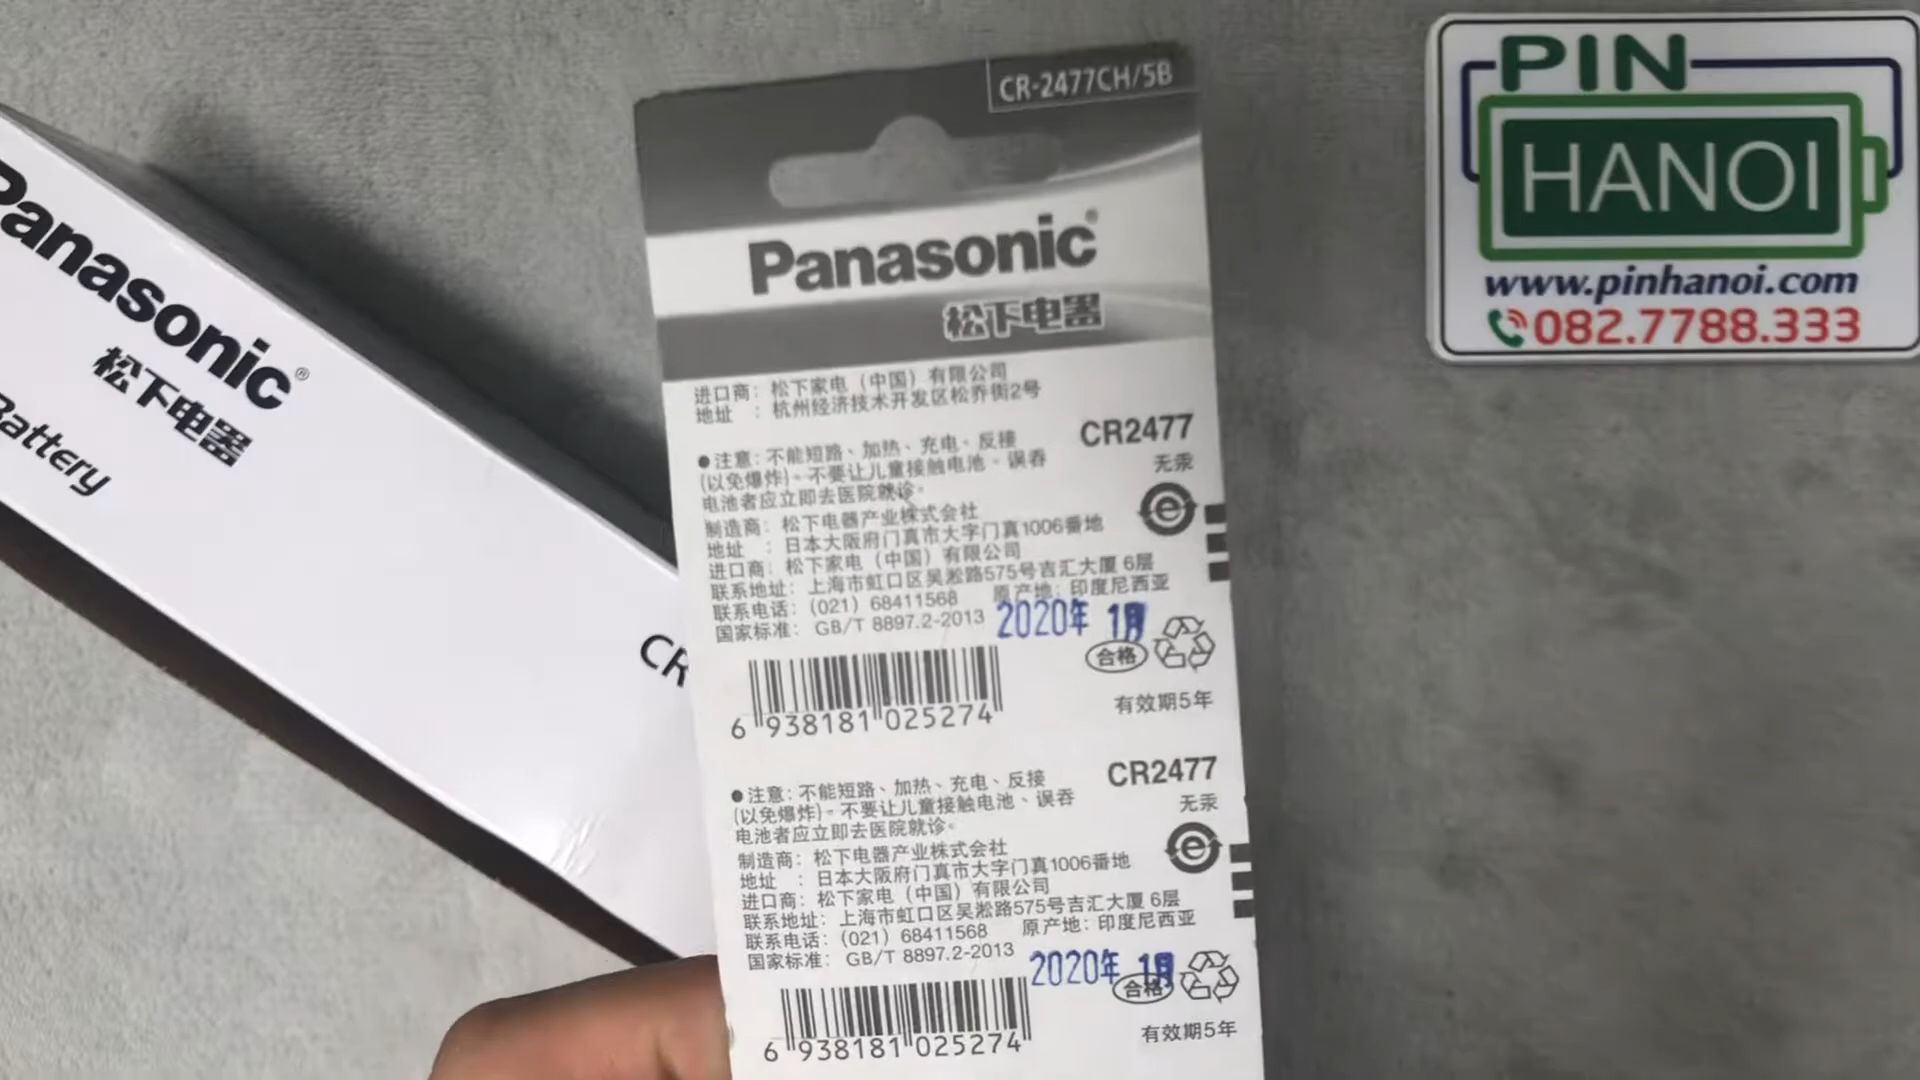 Panasonic®
松下电器
Battery
CR
CR-2477CH/5B
Panasonic®
松下电器
进口商：松下家电（中国）有限公司
地址 ：杭州经济技术开发区松乔街2号
CR2477
无汞
●注意：不能短路、加热、充电、反接
(以免爆炸)。不要让儿童接触电池、误吞
电池者应立即去医院就诊。
制造商：松下电器产业株式会社
地址 ：日本大阪府门真市大字门真1006番地
进口商：松下家电（中国）有限公司
联系地址：上海市虹口区吴淞路575号吉汇大厦 6层
联系电话：(021) 68411568 原产地：印度尼西亚
国家标准：GB/T 8897.2-2013 2020年 1月
合格
有效期5年
6 938181 025274
CR2477
无汞
●注意：不能短路、加热、充电、反接
(以免爆炸)。不要让儿童接触电池、误吞
电池者应立即去医院就诊。
制造商：松下电器产业株式会社
地址 ：日本大阪府门真市大字门真1006番地
进口商：松下家电（中国）有限公司
联系地址：上海市虹口区吴淞路575号吉汇大厦 6层
联系电话：(021) 68411568 原产地：印度尼西亚
国家标准：GB/T 8897.2-2013 2020年 1月
合格
有效期5年
6 938181 025274
PIN
HANOI
www.pinhanoi.com
082.7788.333